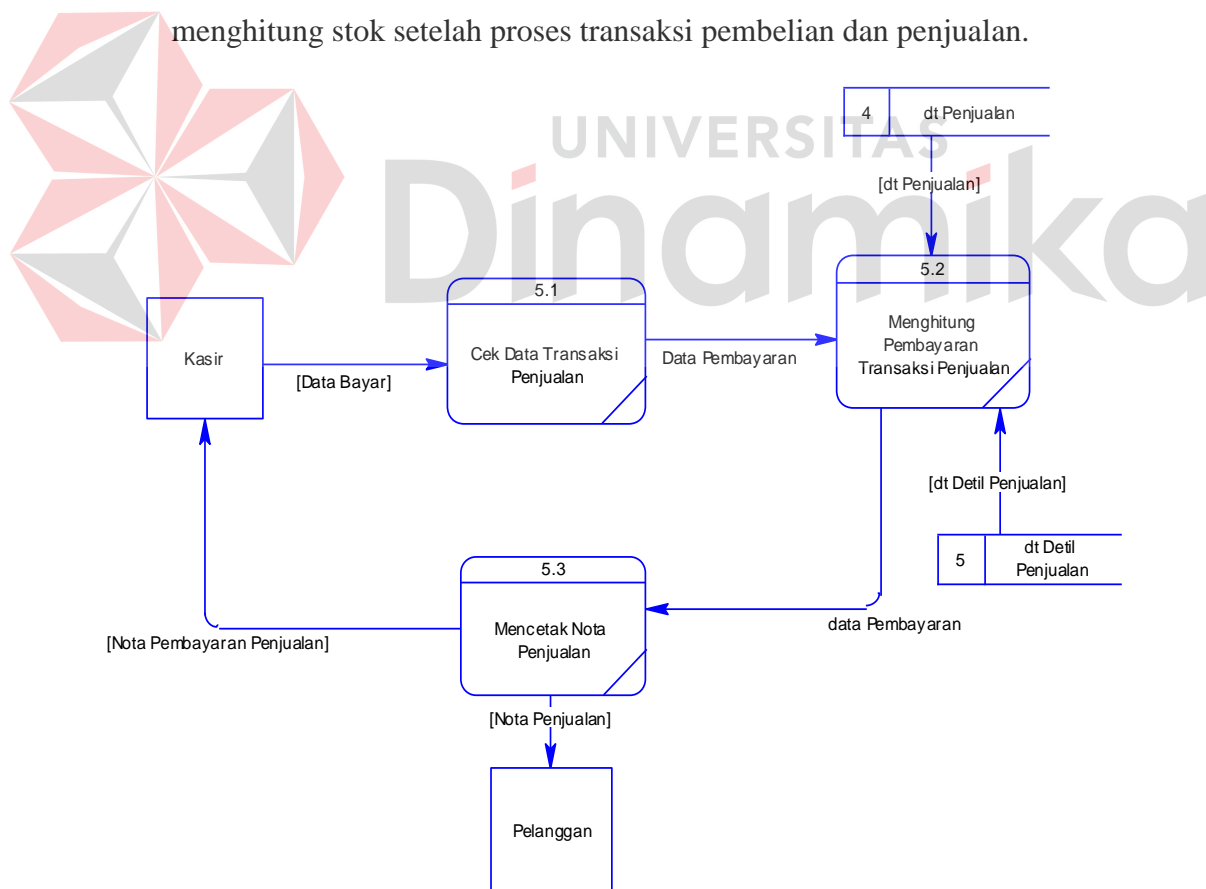 menghitung stok setelah proses transaksi pembelian dan penjualan.
4
dt Penjualan
UNIVERSITAS
Dinamika
[dt Penjualan]
5.2
Menghitung
Pembayaran
Transaksi Penjualan
5.1
Cek Data Transaksi
Penjualan
Kasir
[Data Bayar]
Data Pembayaran
[dt Detil Penjualan]
5
dt Detil
Penjualan
5.3
Mencetak Nota
Penjualan
data Pembayaran
[Nota Pembayaran Penjualan]
[Nota Penjualan]
Pelanggan